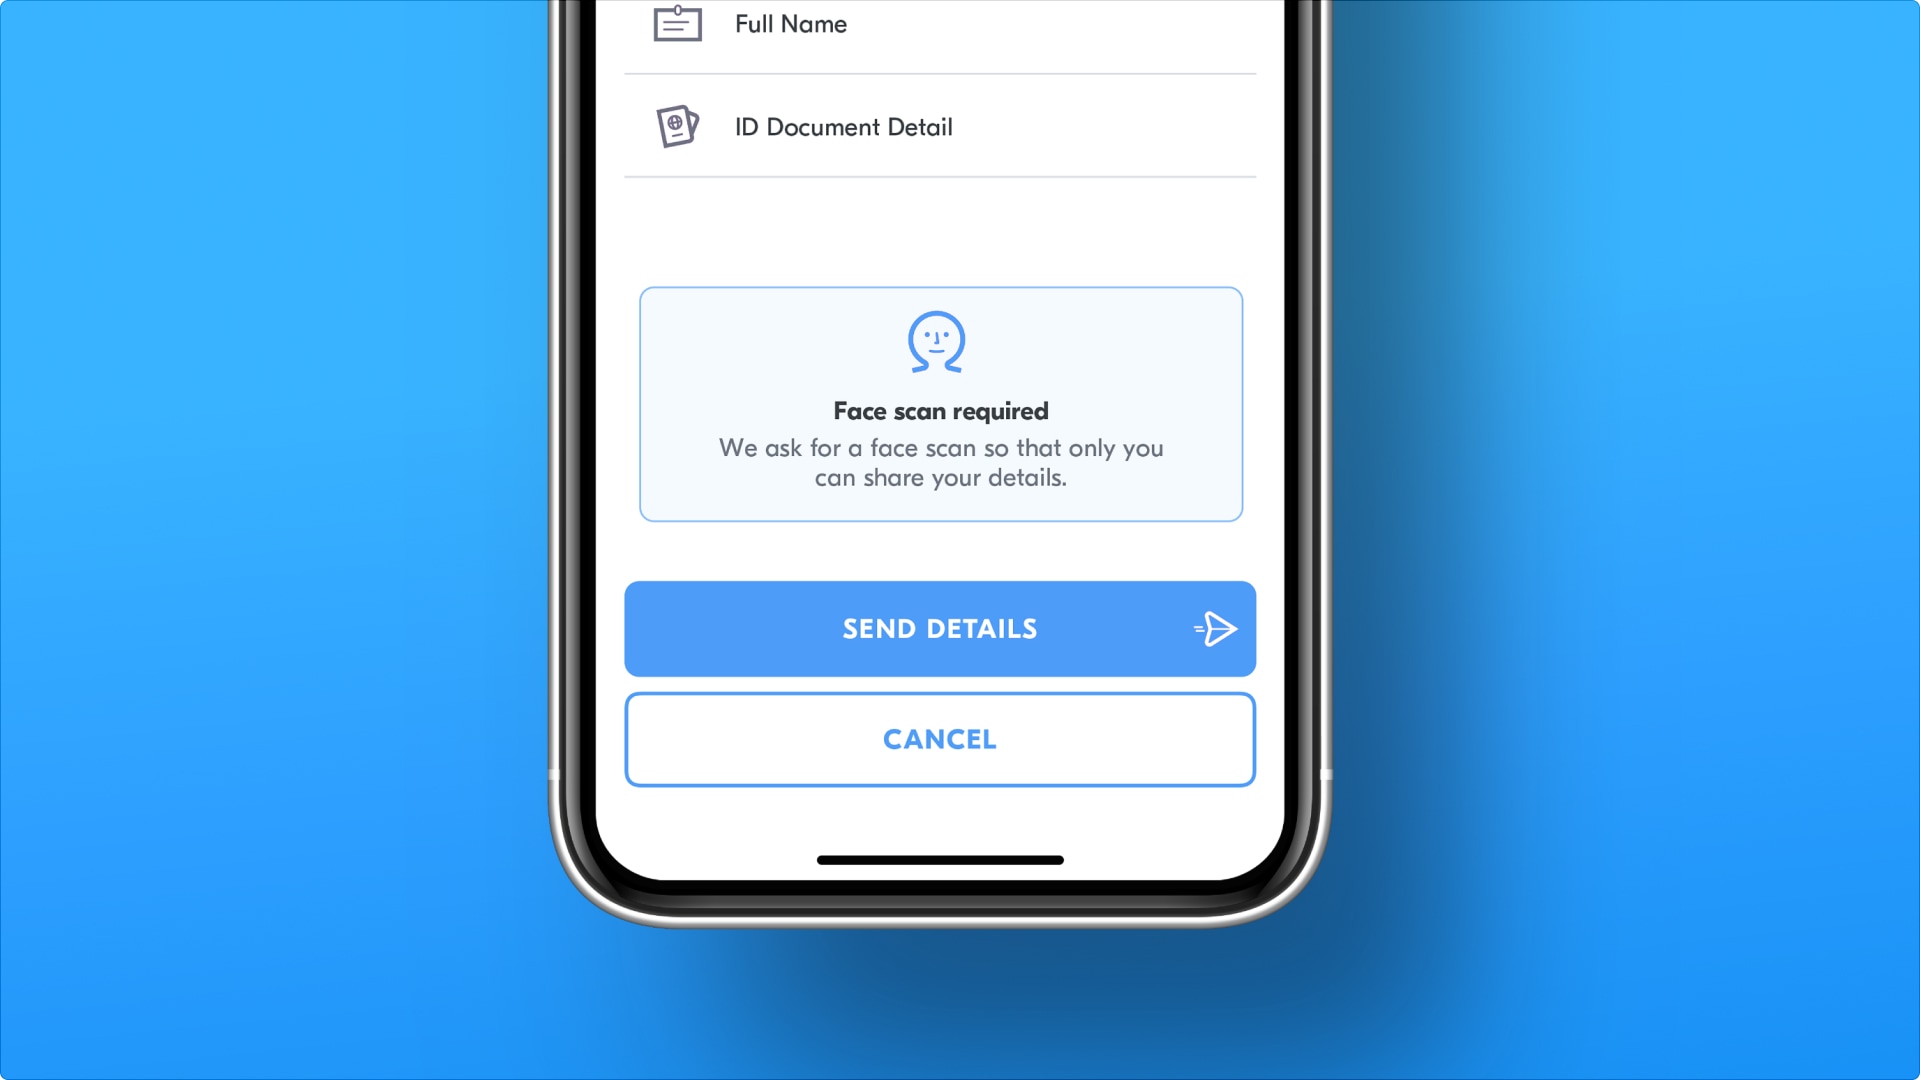 Full Name
ID Document Detail
Face scan required
We ask for a face scan so that only you
can share your details.
SEND DETAILS
CANCEL